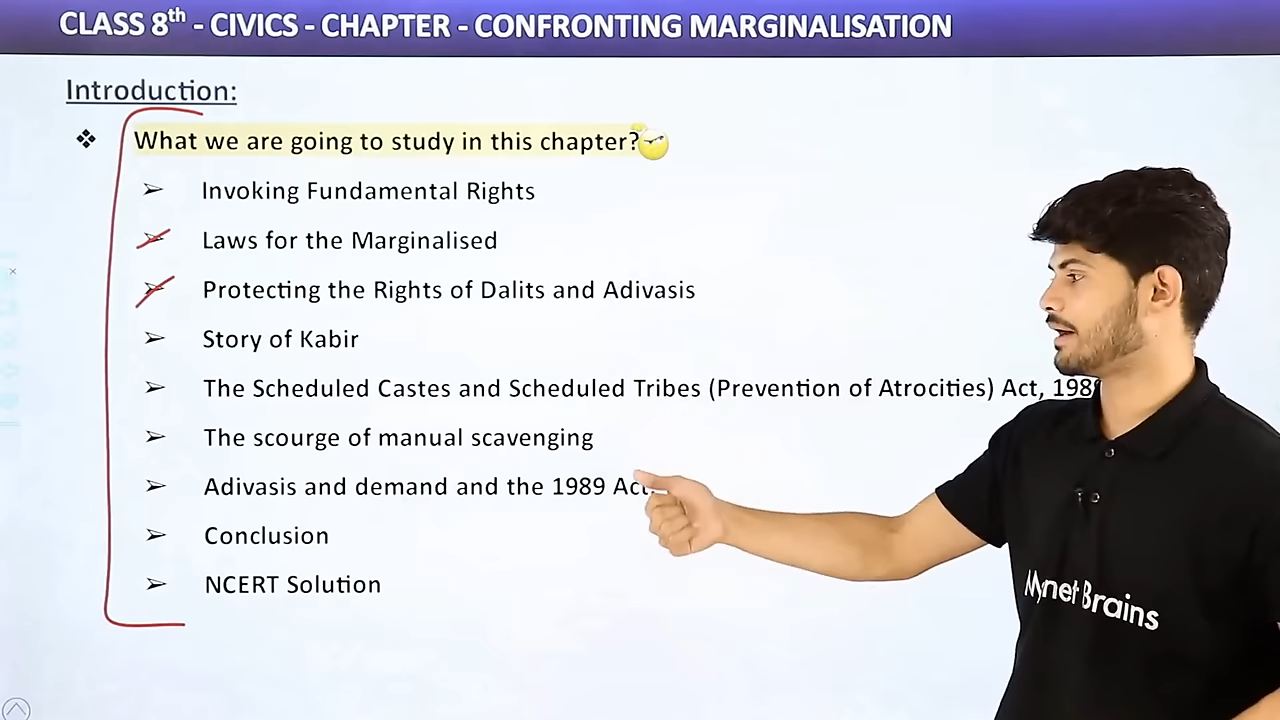 CLASS 8th - CIVICS - CHAPTER - CONFRONTING MARGINALISATION
Introduction:
What we are going to study in this chapter?
Invoking Fundamental Rights
Laws for the Marginalised
Protecting the Rights of Dalits and Adivasis
Story of Kabir
The Scheduled Castes and Scheduled Tribes (Prevention of Atrocities) Act, 198
The scourge of manual scavenging
Adivasis and demand and the 1989 Act.
Conclusion
NCERT Solution
Brains